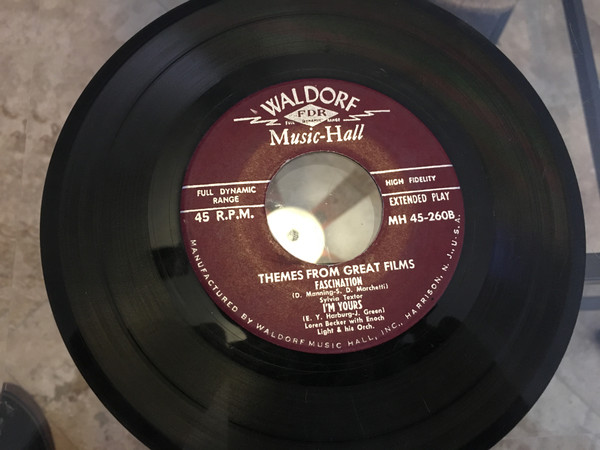 WALDORF
FDR
FULL DYNAMIC RANGE
Music-Hall
FULL DYNAMIC
RANGE
45 R.P.M.
HIGH FIDELITY
EXTENDED PLAY
MH 45-260B
THEMES FROM GREAT FILMS
FASCINATION
(D. Manning-S. D. Marchetti)
Sylvia Textor
I'M YOURS
(E. Y. Harburg-J. Green)
Loren Becker with Enoch
Light & his Orch.
MANUFACTURED BY WALDORF MUSIC HALL, INC., HARRISON, N. J., U. S. A.